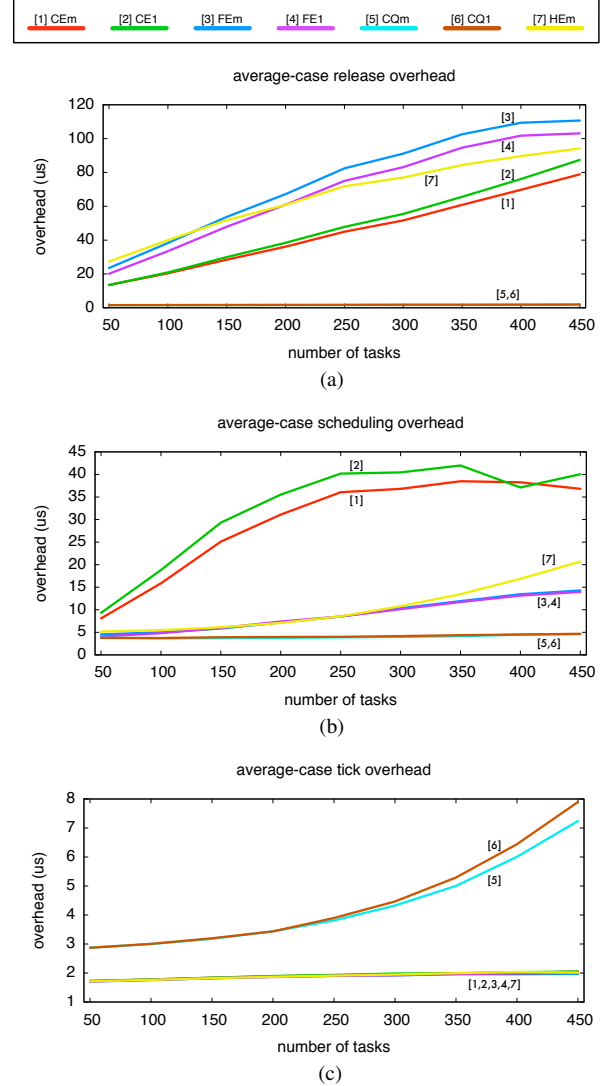 [1] CEm [2] CE1 [3] FEm [4] FE1 [5] CQm [6] CQ1 [7] HEm
average-case release overhead
120
100
80
60
40
20
0
overhead (us)
[3]
[4]
[7]
[2]
[1]
[5,6]
50 100 150 200 250 300 350 400 450
number of tasks
(a)
average-case scheduling overhead
45
40
35
30
25
20
15
10
5
0
overhead (us)
[2]
[1]
[7]
[3,4]
[5,6]
50 100 150 200 250 300 350 400 450
number of tasks
(b)
average-case tick overhead
8
7
6
5
4
3
2
1
overhead (us)
[6]
[5]
[1,2,3,4,7]
50 100 150 200 250 300 350 400 450
number of tasks
(c)